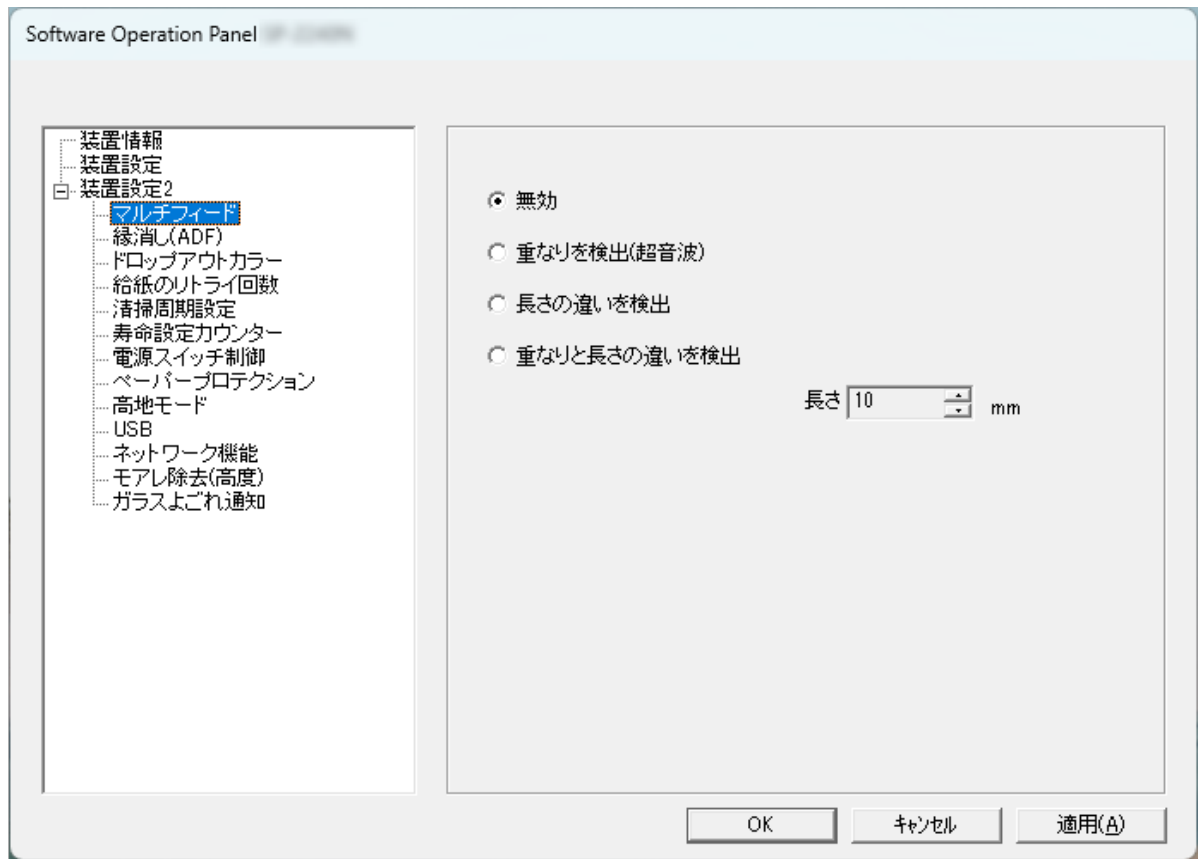 Software Operation Panel
装置情報
装置設定
装置設定2
マルチフィード
縁消し(ADF)
ドロップアウトカラー
給紙のリトライ回数
清掃周期設定
寿命設定カウンター
電源スイッチ制御
ペーパープロテクション
高地モード
USB
ネットワーク機能
モアレ除去(高度)
ガラスよごれ通知
無効
重なりを検出(超音波)
長さの違いを検出
重なりと長さの違いを検出
長さ 10 mm
OK キャンセル 適用(A)